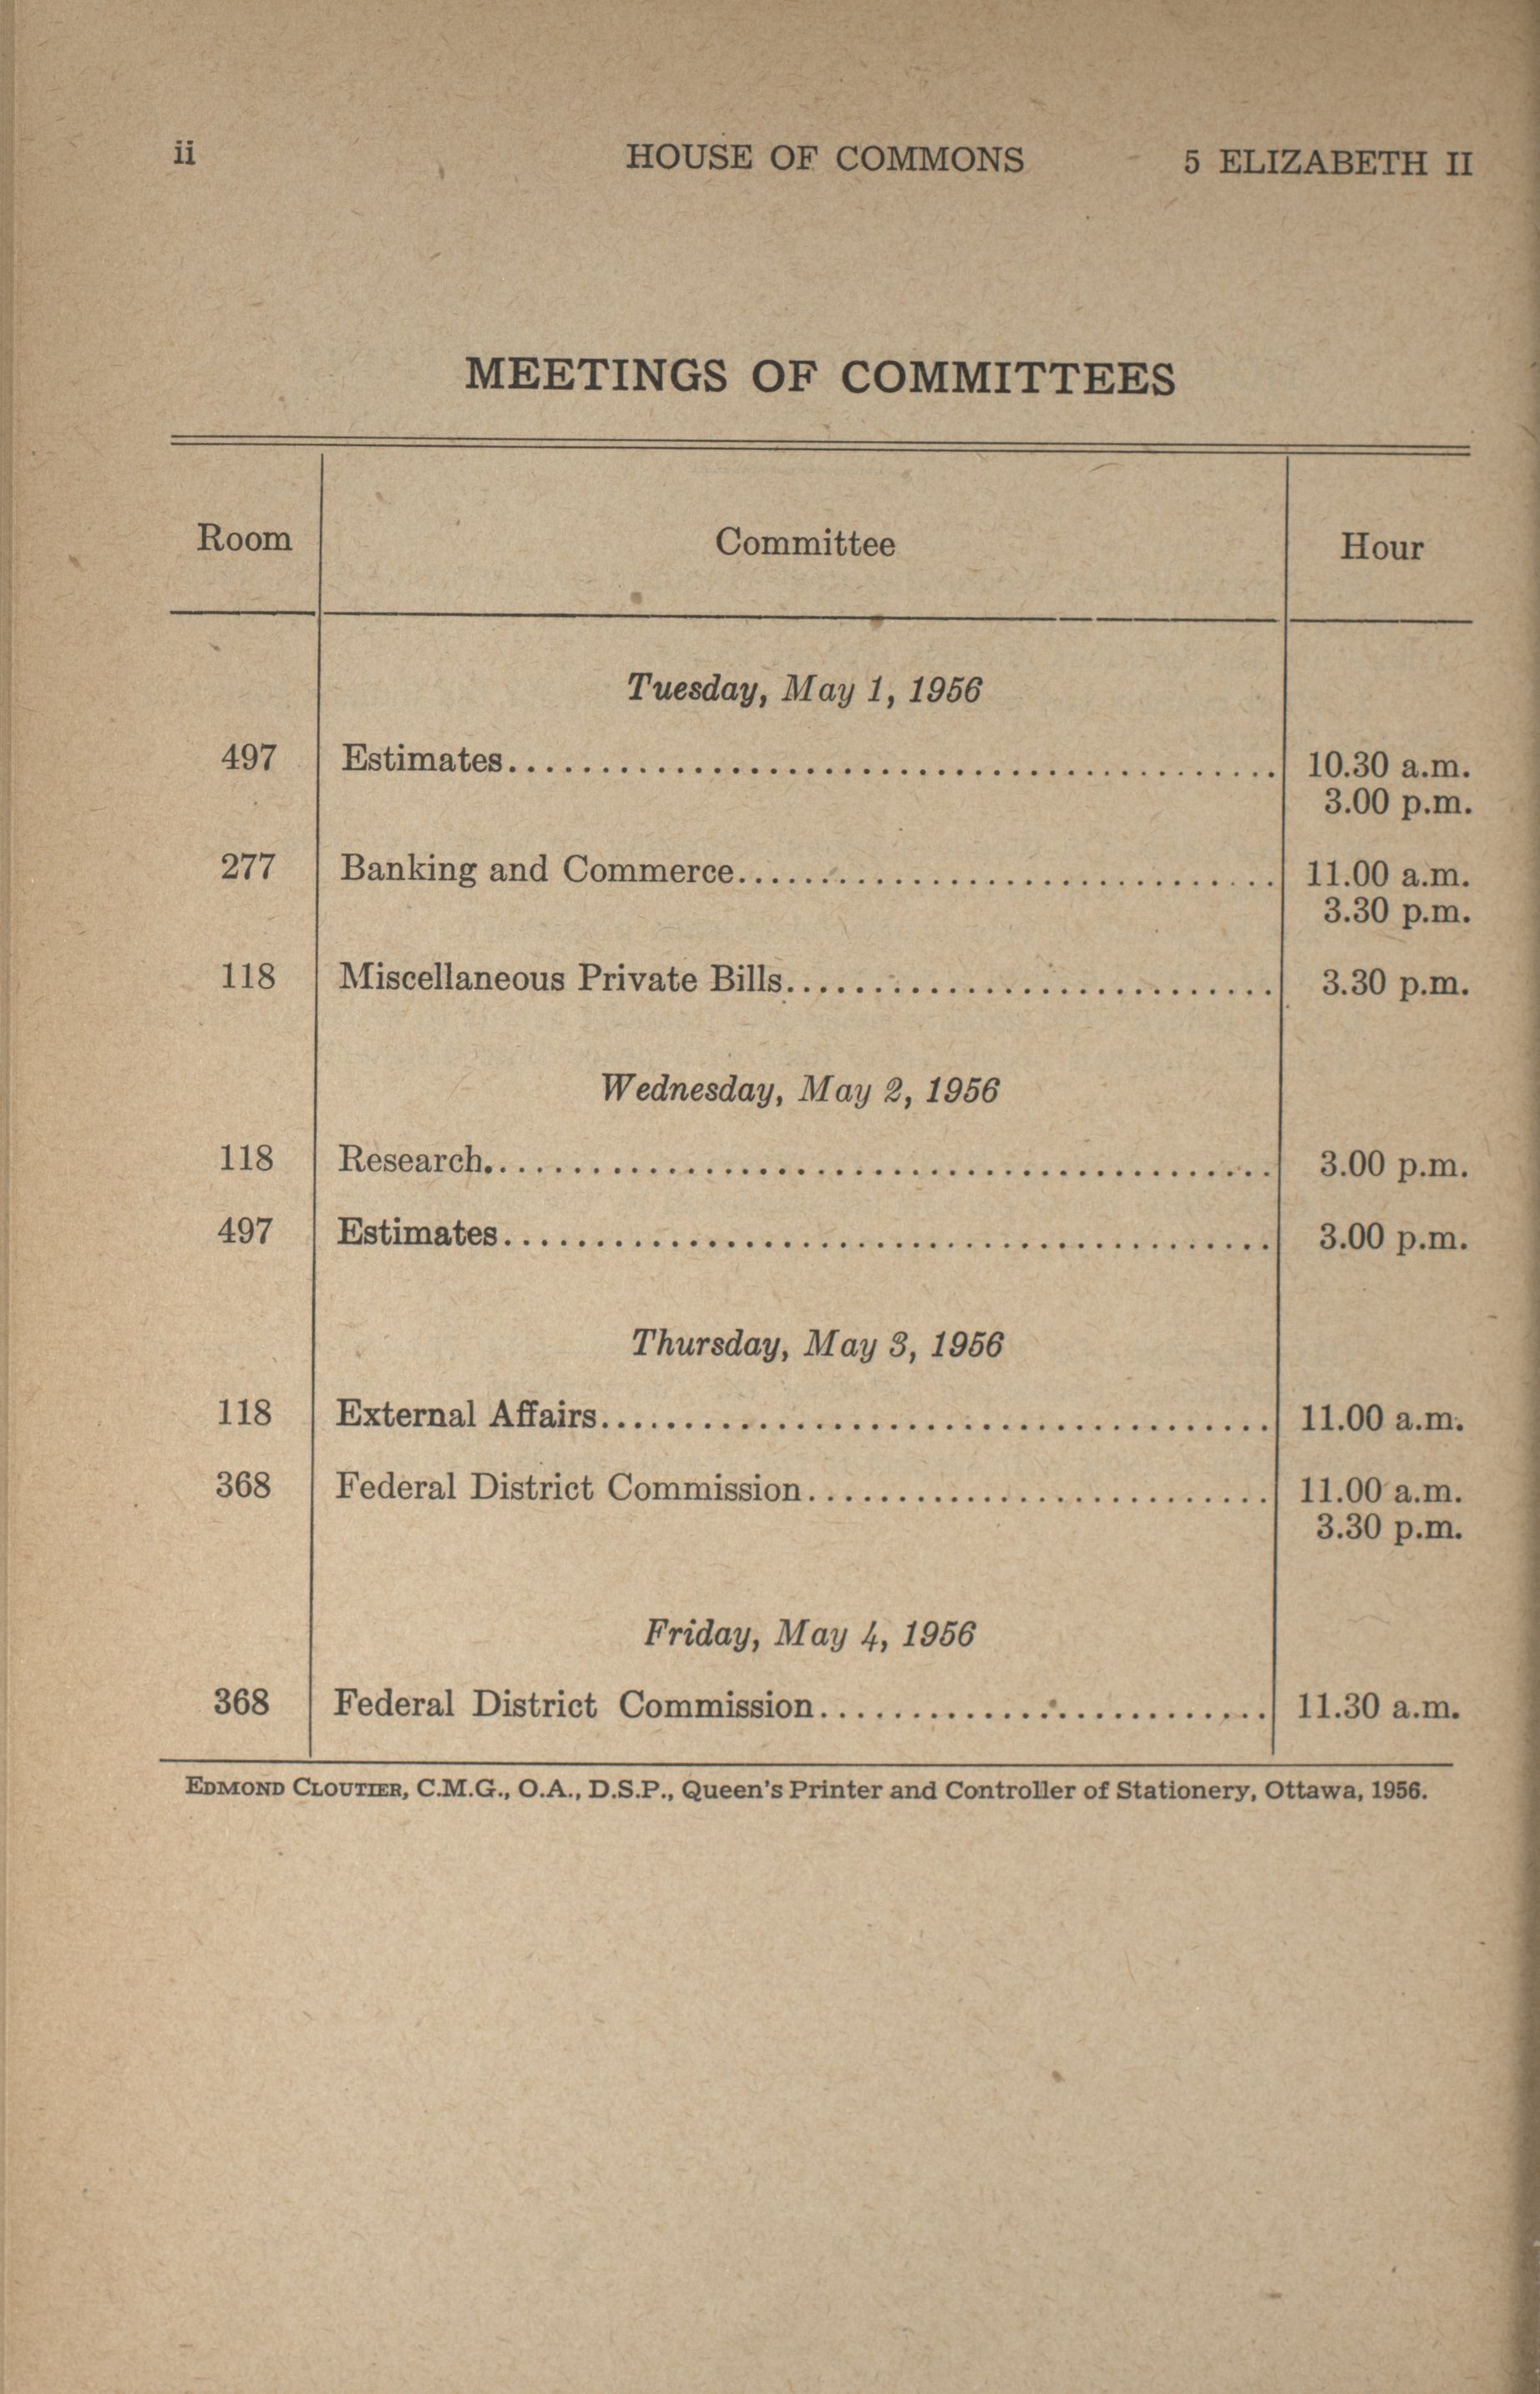 ii HOUSE OF COMMONS 5 ELIZABETH II
MEETINGS OF COMMITTEES
Room Committee Hour
Tuesday, May 1, 1956
497 Estimates 10.30 a.m.
3.00 p.m.
277 Banking and Commerce 11.00 a.m.
3.30 p.m.
118 Miscellaneous Private Bills 3.30 p.m.
Wednesday, May 2, 1956
118 Research 3.00 p.m.
497 Estimates 3.00 p.m.
Thursday, May 3, 1956
118 External Affairs 11.00 a.m.
368 Federal District Commission 11.00 a.m.
3.30 p.m.
Friday, May 4, 1956
368 Federal District Commission 11.30 a.m.
EDMOND CLOUTIER, C.M.G., O.A., D.S.P., Queen's Printer and Controller of Stationery, Ottawa, 1956.